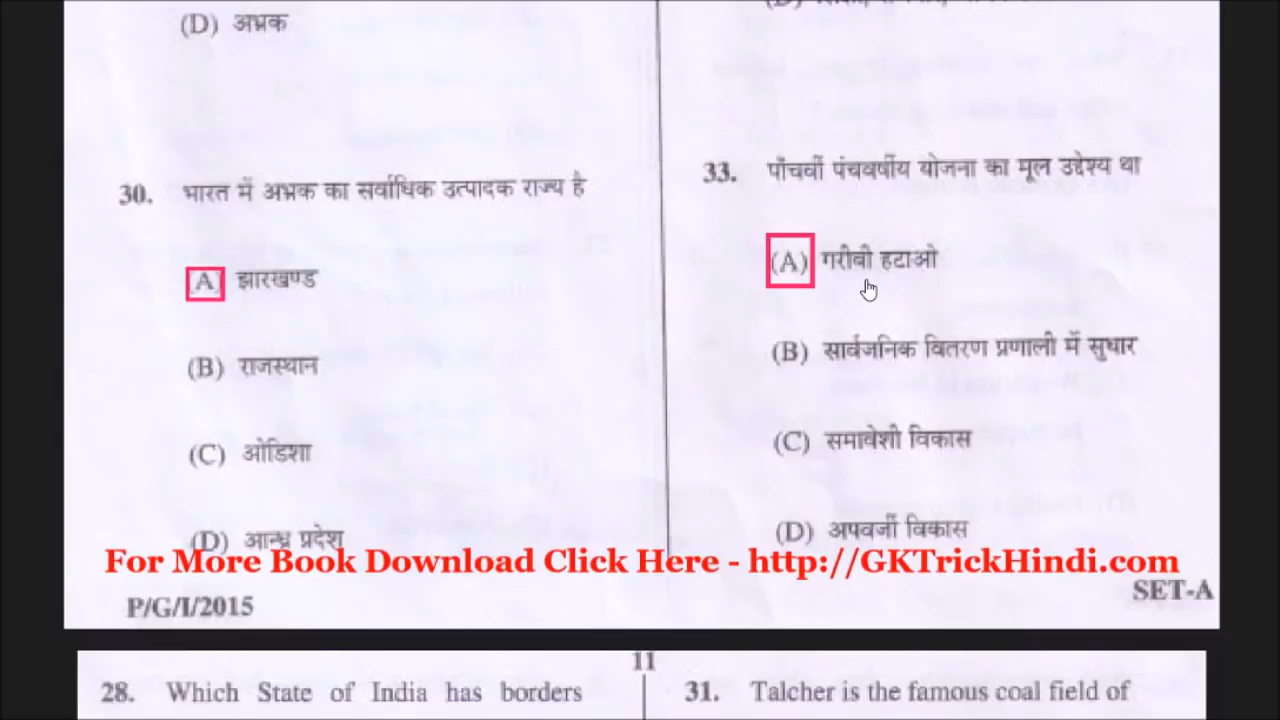 (D) अभ्रक
30. भारत में अभ्रक का सर्वाधिक उत्पादक राज्य है
(A) झारखण्ड
(B) राजस्थान
(C) ओडिशा
(D) आन्ध्र प्रदेश
33. पाँचवीं पंचवर्षीय योजना का मूल उद्देश्य था
(A) गरीबी हटाओ
(B) सार्वजनिक वितरण प्रणाली में सुधार
(C) समावेशी विकास
(D) अपवर्जी विकास
For More Book Download Click Here - http://GKTrickHindi.com
P/G/I/2015
SET-A
11
28. Which State of India has borders
31. Talcher is the famous coal field of